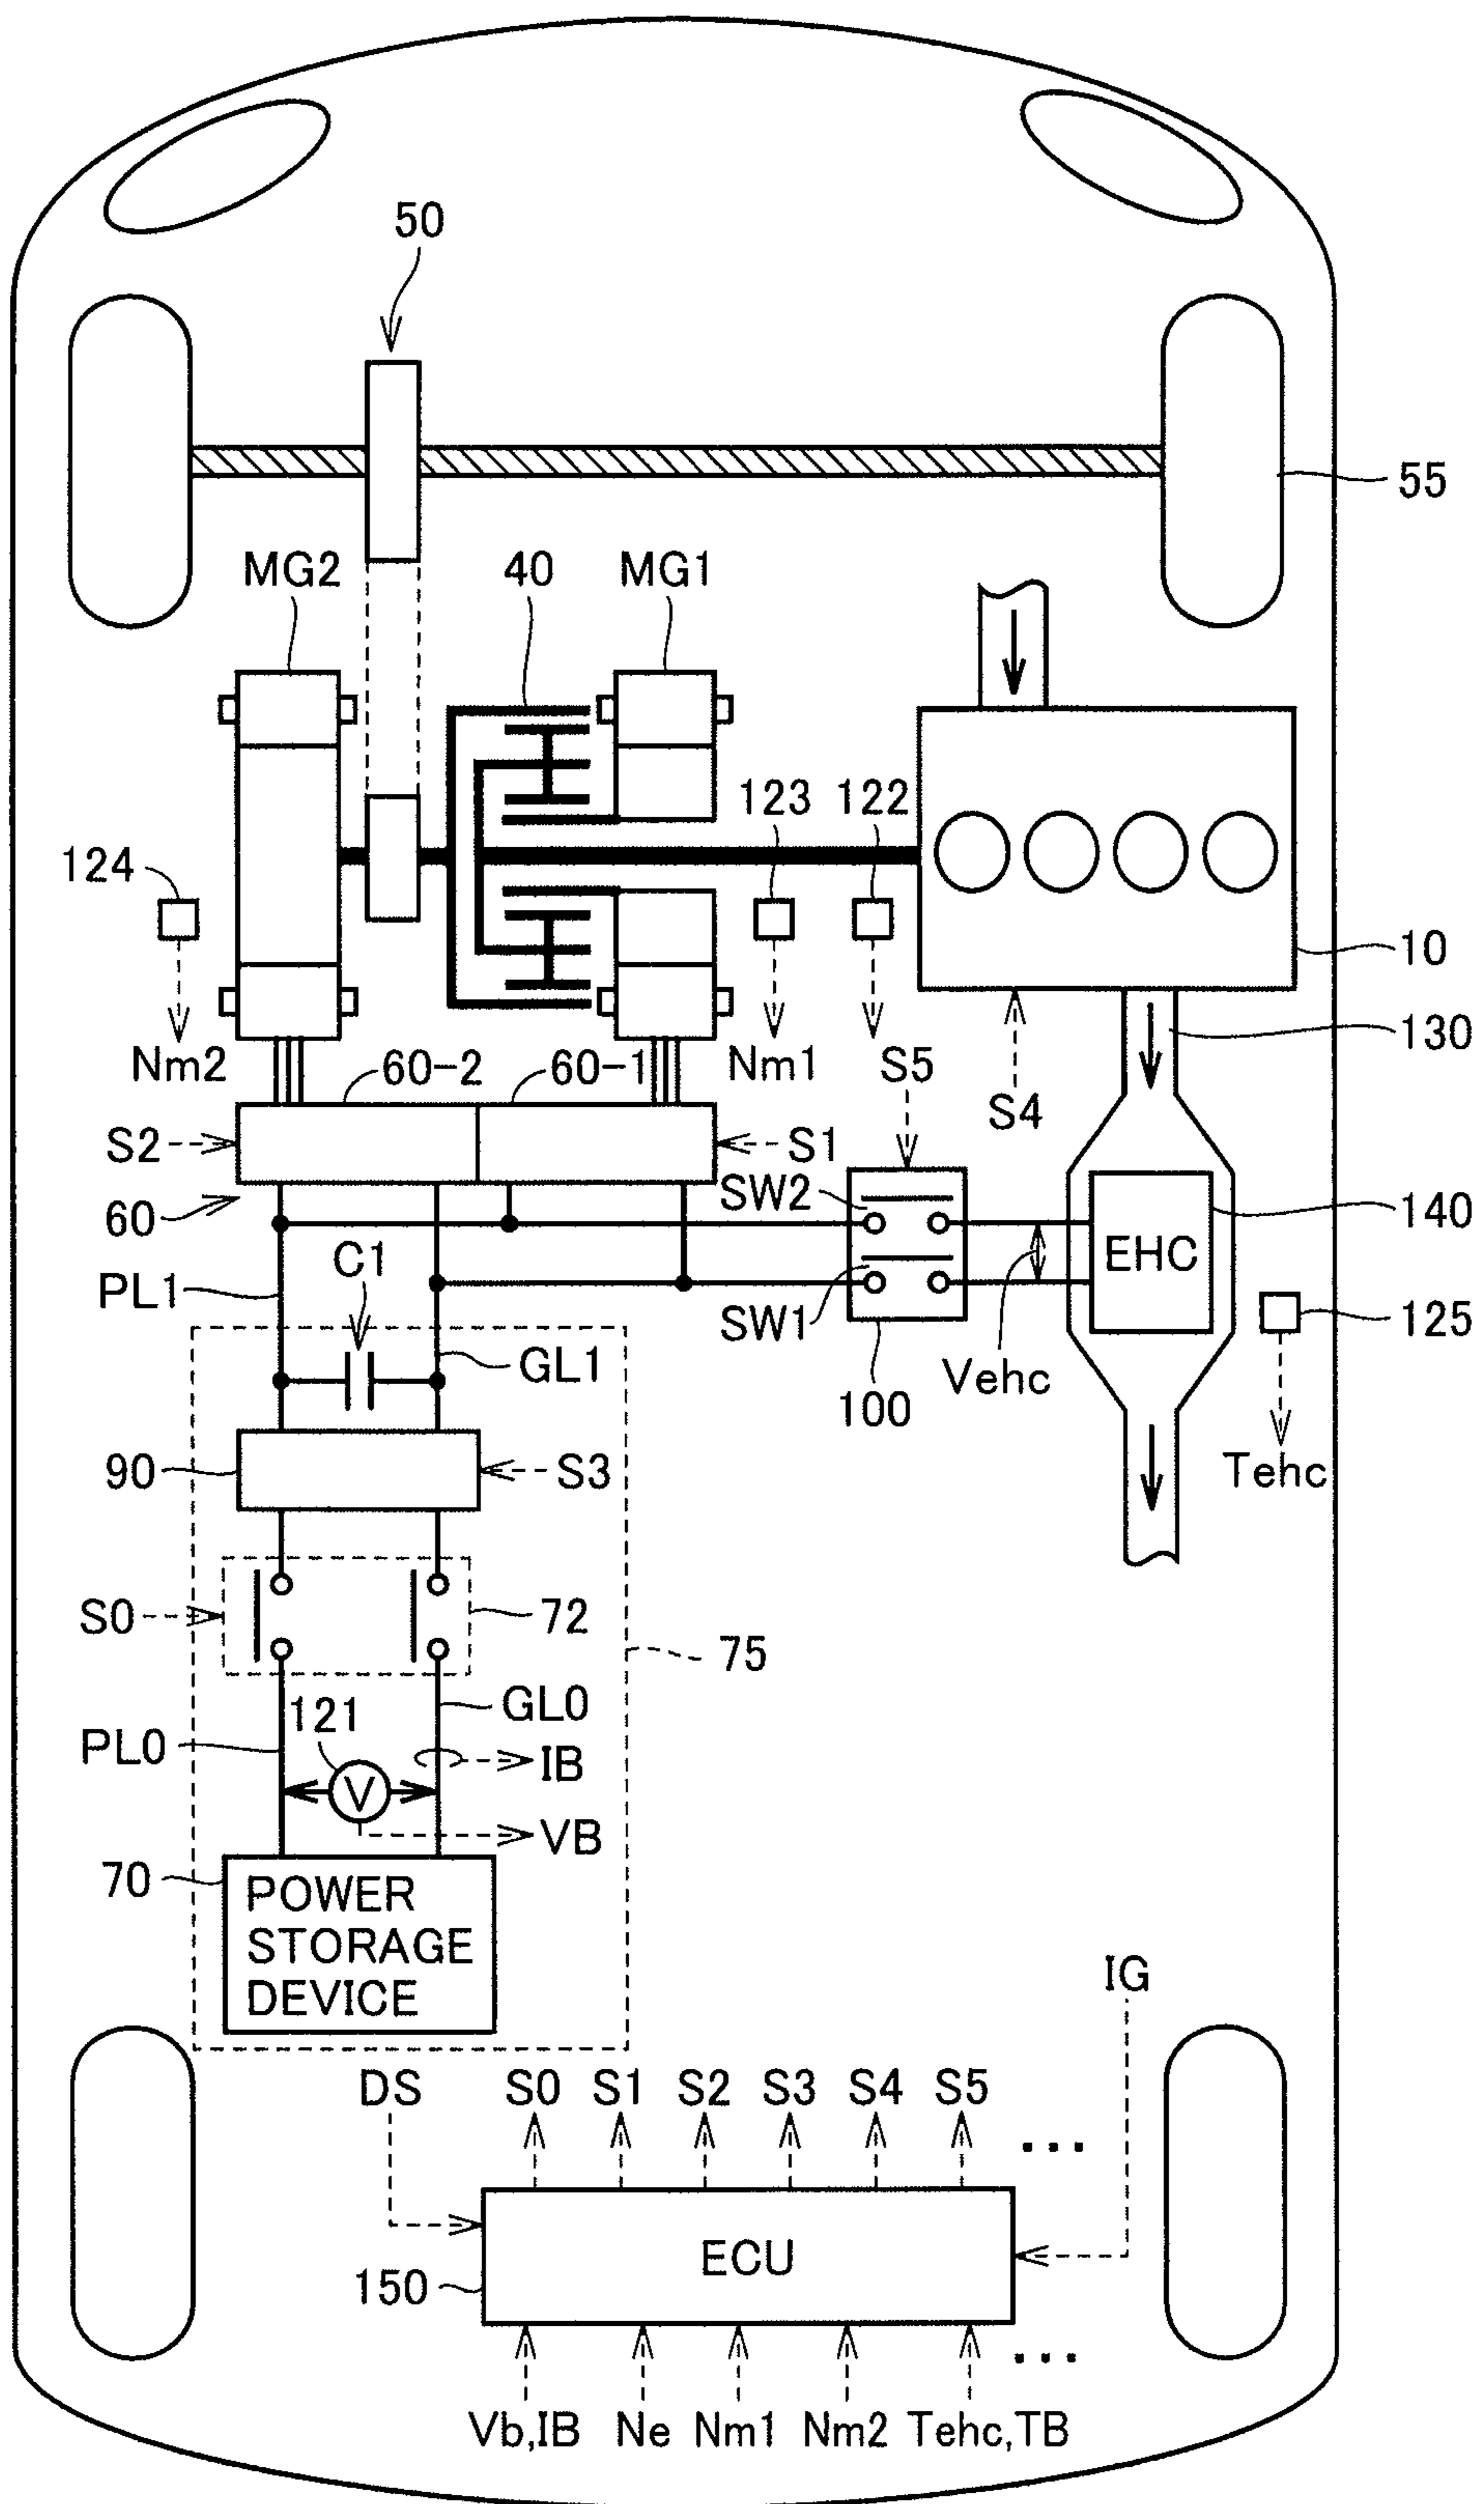 50
55
MG2
40
MG1
123
122
124
10
Nm2
60-2
60-1
Nm1
S5
130
S4
S2
S1
SW2
60
140
C1
EHC
PL1
SW1
125
GL1
Vehc
100
90
S3
Tehc
S0
72
75
121
GL0
PL0
IB
V
VB
70
POWER
STORAGE
DEVICE
IG
DS
S0 S1 S2 S3 S4 S5
...
ECU
150
...
Vb,IB Ne Nm1 Nm2 Tehc,TB